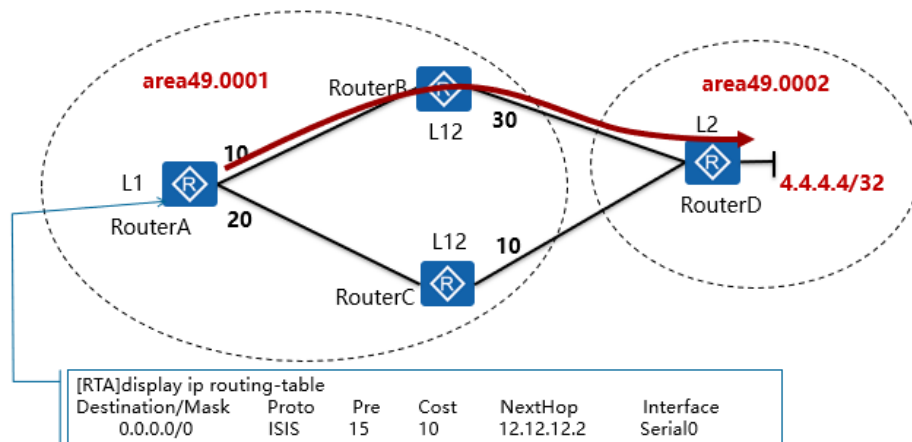 area49.0001
RouterB
R
L12
10
30
area49.0002
L2
R
4.4.4.4/32
RouterD
L1
R
RouterA
20
L12
10
R
RouterC
[RTA]display ip routing-table
Destination/Mask Proto Pre Cost NextHop Interface
0.0.0.0/0 ISIS 15 10 12.12.12.2 Serial0